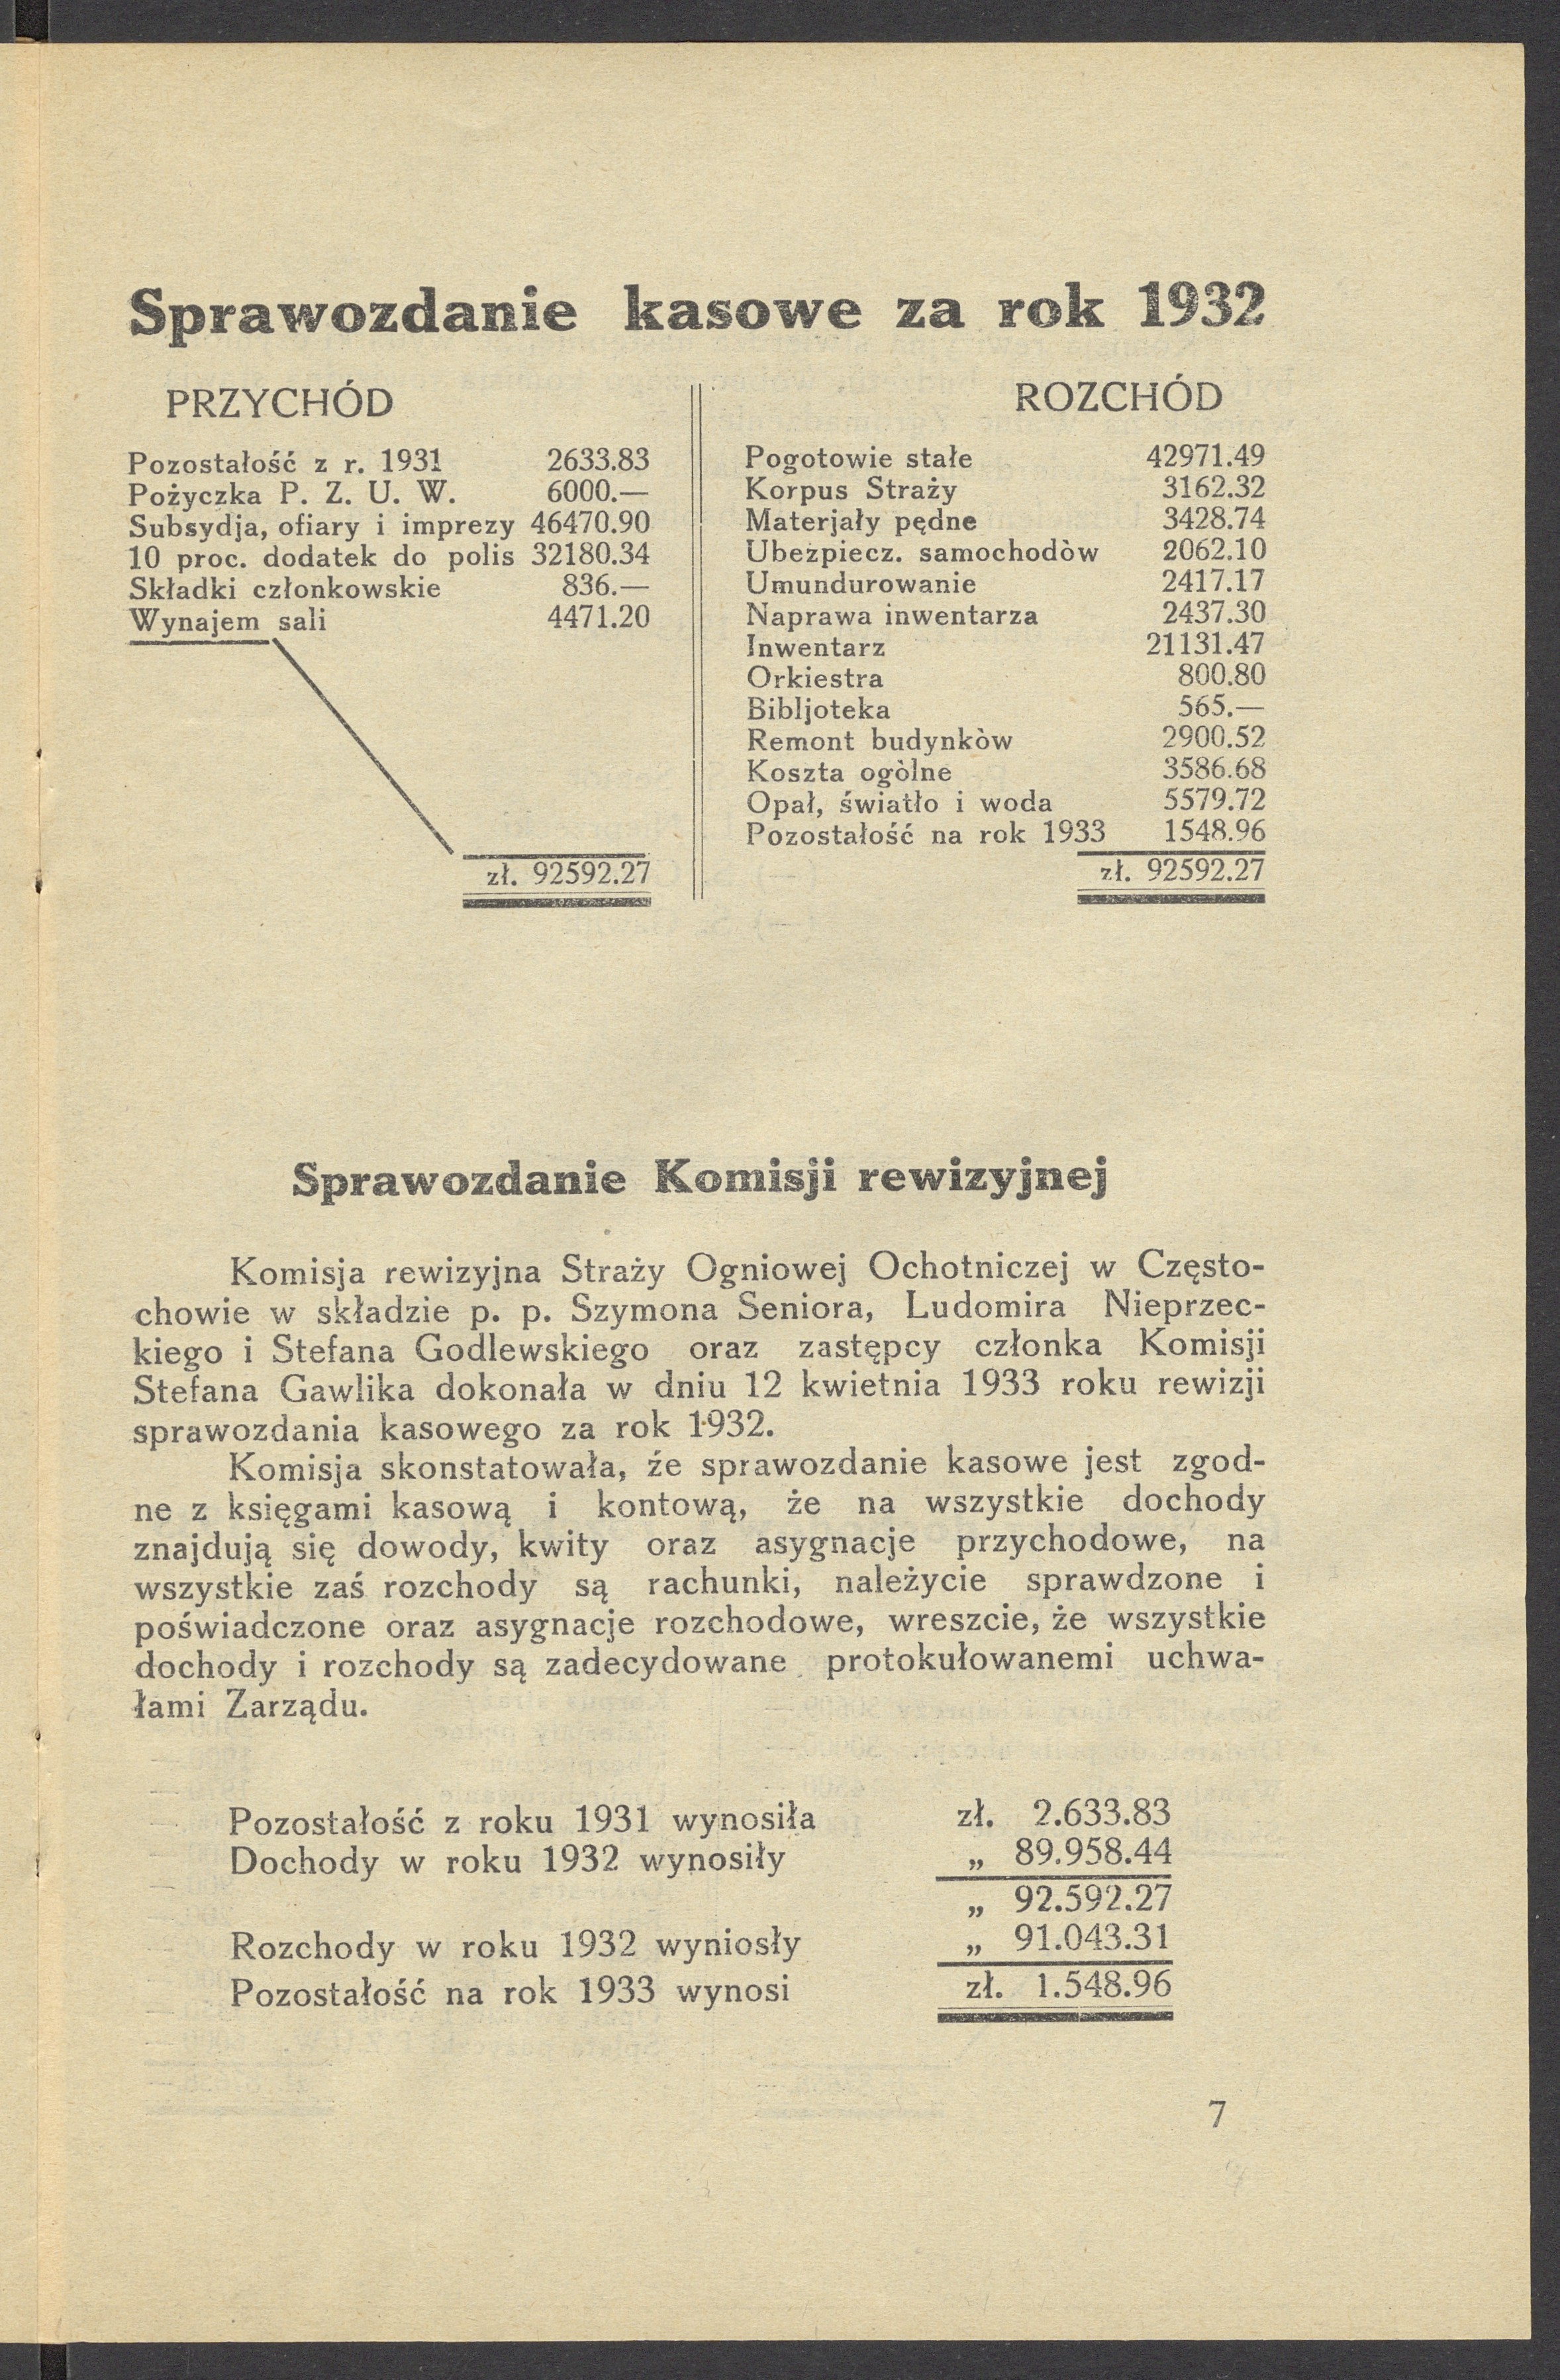 Sprawozdanie kasowe za rok 1932
PRZYCHÓD
Pozostałość z r. 1931 2633.83
Pożyczka P. Z. U. W. 6000.—
Subsydja, ofiary i imprezy 46470.90
10 proc. dodatek do polis 32180.34
Składki członkowskie 836.—
Wynajem sali 4471.20
zł. 92592.27
ROZCHÓD
Pogotowie stałe 42971.49
Korpus Straży 3162.32
Materjały pędne 3428.74
Ubezpiecz. samochodòw 2062.10
Umundurowanie 2417.17
Naprawa inwentarza 2437.30
Inwentarz 21131.47
Orkiestra 800.80
Bibljoteka 565.—
Remont budynkòw 2900.52
Koszta ogòlne 3586.68
Opał, światło i woda 5579.72
Pozostałość na rok 1933 1548.96
zł. 92592.27
Sprawozdanie Komisji rewizyjnej
Komisja rewizyjna Straży Ogniowej Ochotniczej w Często-
chowie w składzie p. p. Szymona Seniora, Ludomira Nieprzec-
kiego i Stefana Godlewskiego oraz zastępcy członka Komisji
Stefana Gawlika dokonała w dniu 12 kwietnia 1933 roku rewizji
sprawozdania kasowego za rok 1932.
Komisja skonstatowała, źe sprawozdanie kasowe jest zgod-
ne z księgami kasową i kontową, że na wszystkie dochody
znajdują się dowody, kwity oraz asygnacje przychodowe, na
wszystkie zaś rozchody są rachunki, należycie sprawdzone i
poświadczone oraz asygnacje rozchodowe, wreszcie, że wszystkie
dochody i rozchody są zadecydowane protokułowanemi uchwa-
łami Zarządu.
Pozostałość z roku 1931 wynosiła zł. 2.633.83
Dochody w roku 1932 wynosiły „ 89.958.44
„ 92.592.27
Rozchody w roku 1932 wyniosły „ 91.043.31
Pozostałość na rok 1933 wynosi zł. 1.548.96
7